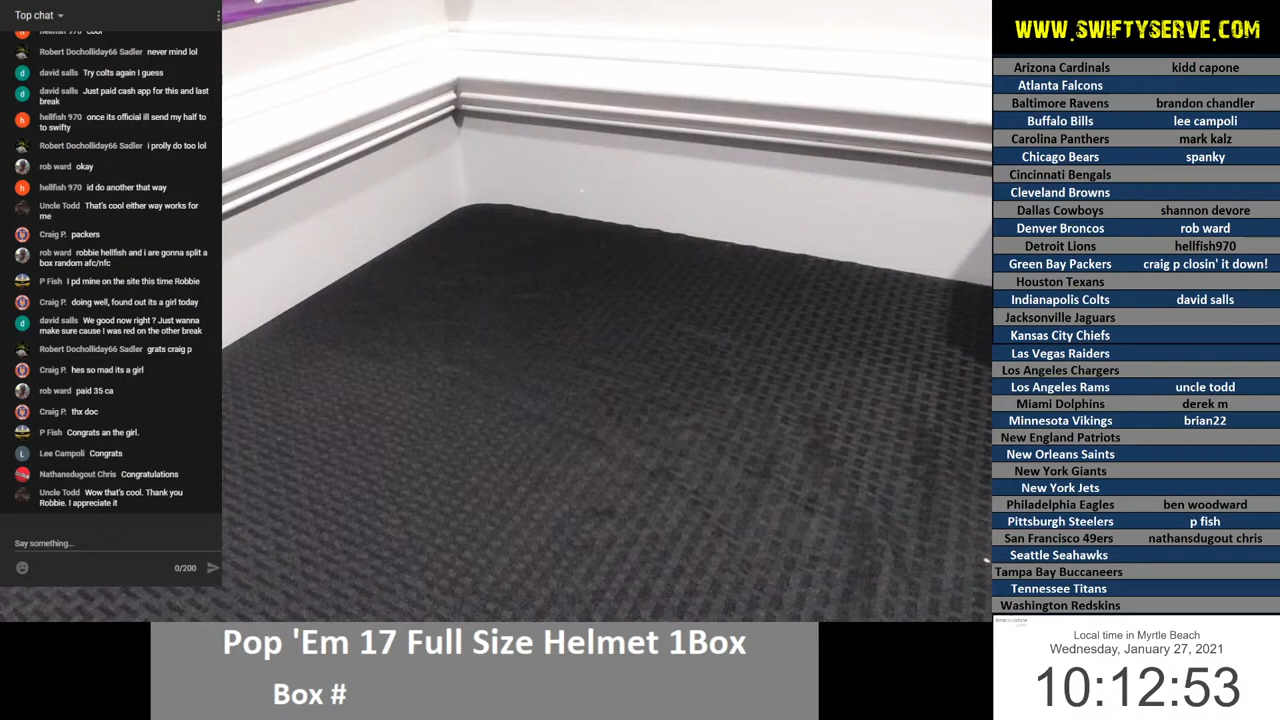 Top chat
hellfish 970 cool
Robert Docholliday66 Sadler never mind lol
david salls Try colts again I guess
david salls Just paid cash app for this and last
break
hellfish 970 once its official ill send my half to
to swifty
Robert Docholliday66 Sadler i prolly do too lol
rob ward okay
hellfish 970 id do another that way
Uncle Todd That's cool either way works for
me
Craig P. packers
rob ward robbie hellfish and i are gonna split a
box random afc/nfc
P Fish I pd mine on the site this time Robbie
Craig P. doing well, found out its a girl today
david salls We good now right ? Just wanna
make sure cause I was red on the other break
Robert Docholliday66 Sadler grats craig p
Craig P. hes so mad its a girl
rob ward paid 35 ca
Craig P. thx doc
P Fish Congrats an the girl.
Lee Campoli Congrats
Nathansdugout Chris Congratulations
Uncle Todd Wow that's cool. Thank you
Robbie. I appreciate it
Say something...
0/200
WWW.SWIFTYSERVE.COM
Arizona Cardinals kidd capone
Atlanta Falcons
Baltimore Ravens brandon chandler
Buffalo Bills lee campoli
Carolina Panthers mark kalz
Chicago Bears spanky
Cincinnati Bengals
Cleveland Browns
Dallas Cowboys shannon devore
Denver Broncos rob ward
Detroit Lions hellfish970
Green Bay Packers craig p closin' it down!
Houston Texans
Indianapolis Colts david salls
Jacksonville Jaguars
Kansas City Chiefs
Las Vegas Raiders
Los Angeles Chargers
Los Angeles Rams uncle todd
Miami Dolphins derek m
Minnesota Vikings brian22
New England Patriots
New Orleans Saints
New York Giants
New York Jets
Philadelphia Eagles ben woodward
Pittsburgh Steelers p fish
San Francisco 49ers nathansdugout chris
Seattle Seahawks
Tampa Bay Buccaneers
Tennessee Titans
Washington Redskins
Local time in Myrtle Beach
Wednesday, January 27, 2021
10:12:53
Pop 'Em 17 Full Size Helmet 1Box
Box #